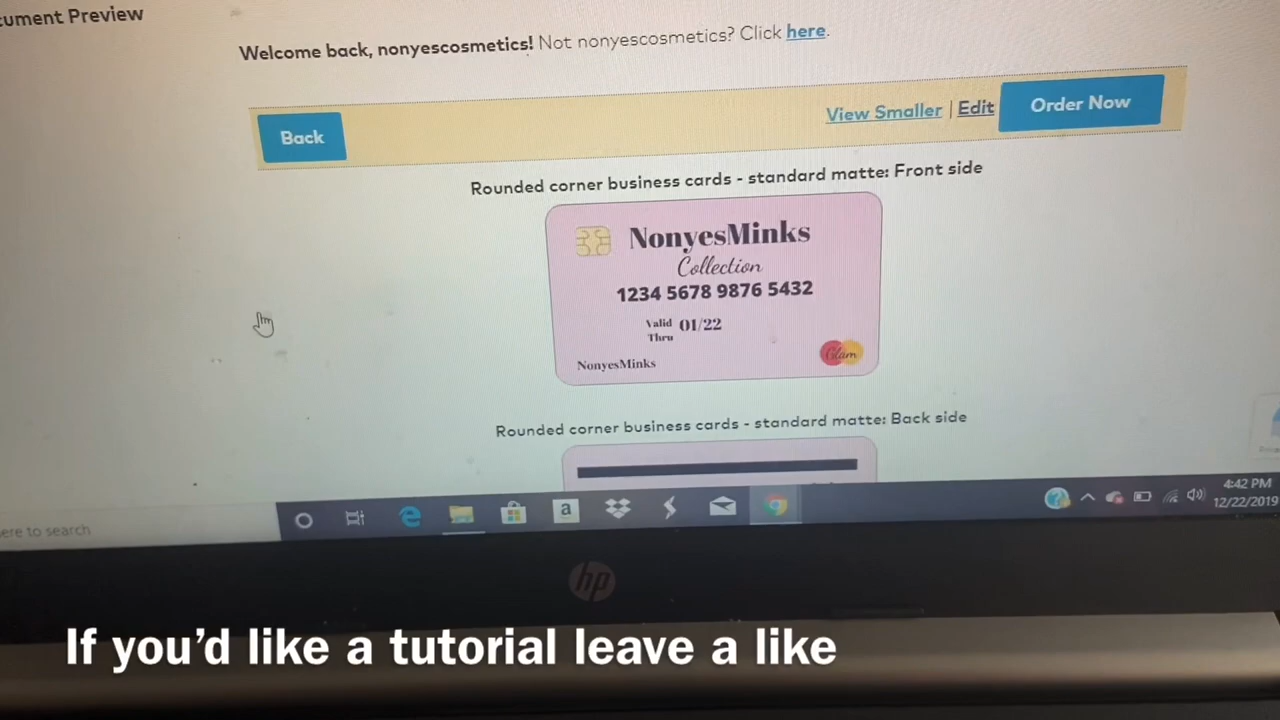 cument Preview
Welcome back, nonyescosmetics! Not nonyescosmetics? Click here.
Back
View Smaller | Edit
Order Now
Rounded corner business cards - standard matte: Front side
NonyesMinks
Collection
1234 5678 9876 5432
Valid Thru 01/22
NonyesMinks
Glam
Rounded corner business cards - standard matte: Back side
ere to search
a
4:42 PM
12/22/2019
hp
If you'd like a tutorial leave a like